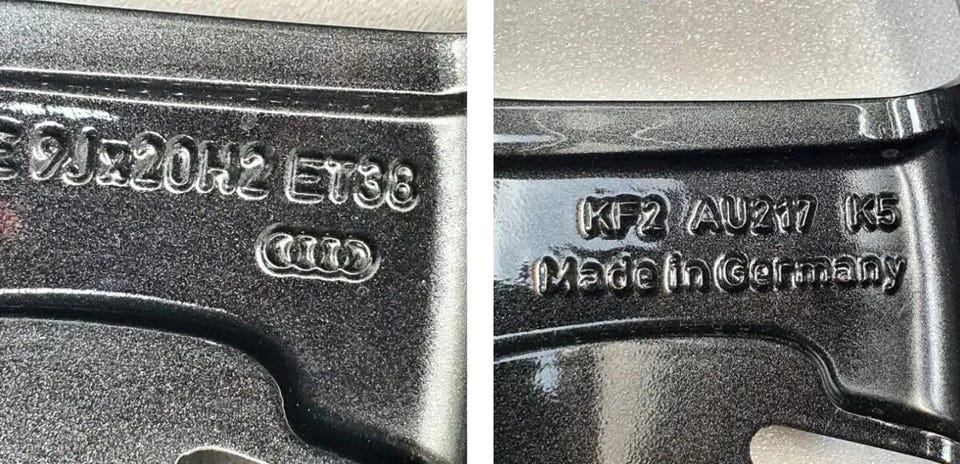 E 9Jx20H2 ET38
KF2 AU217 K5
Made in Germany